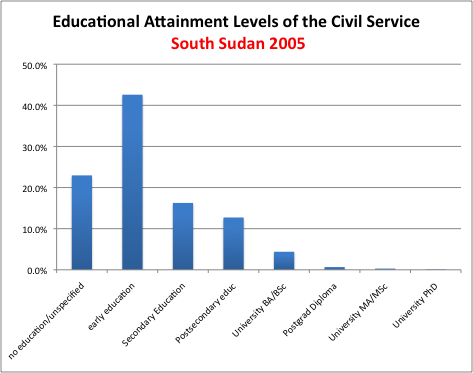 Educational Attainment Levels of the Civil Service
South Sudan 2005
50.0%
40.0%
30.0%
20.0%
10.0%
0.0%
no education/unspecified
early education
Secondary Education
Postsecondary educ
University BA/BSc
Postgrad Diploma
University MA/MSc
University PhD